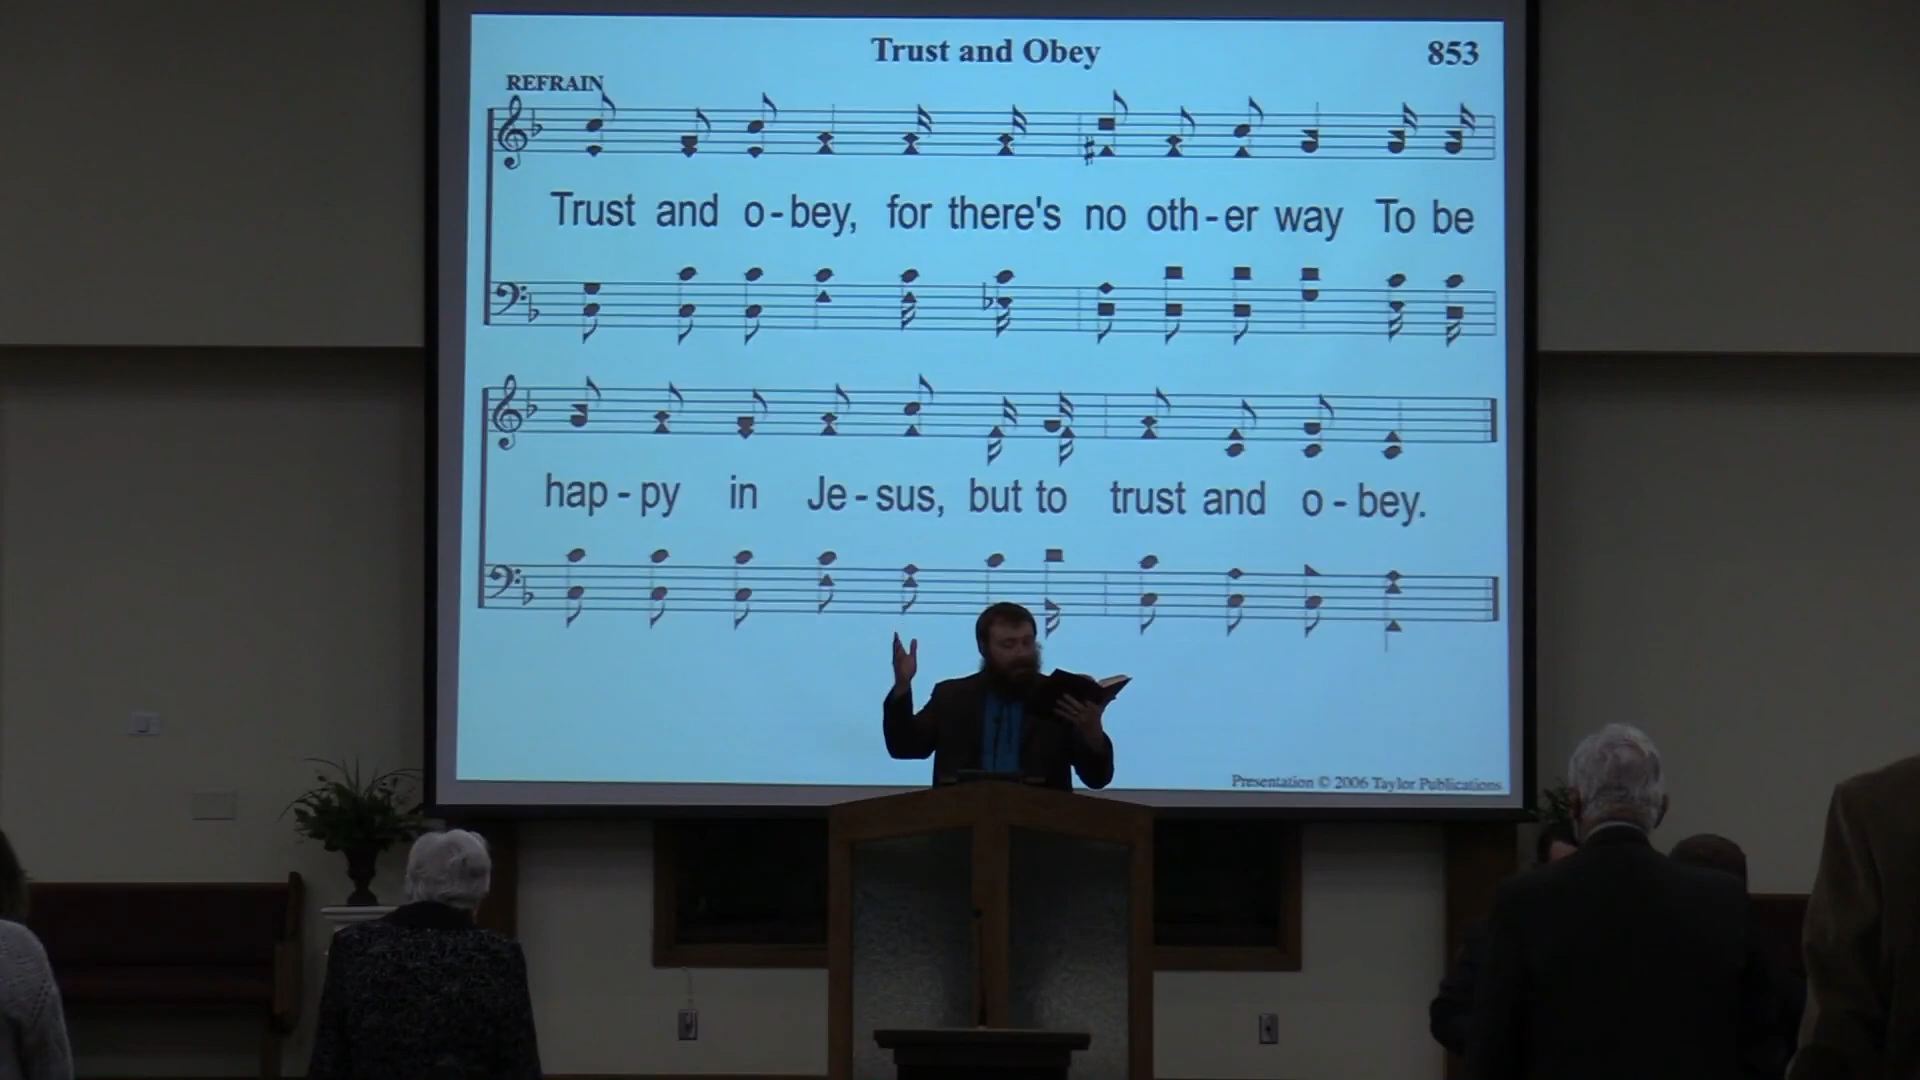 Trust and Obey 853
REFRAIN
Trust and o-bey, for there's no oth-er way To be
hap-py in Je-sus, but to trust and o-bey.
Presentation © 2006 Taylor Publications